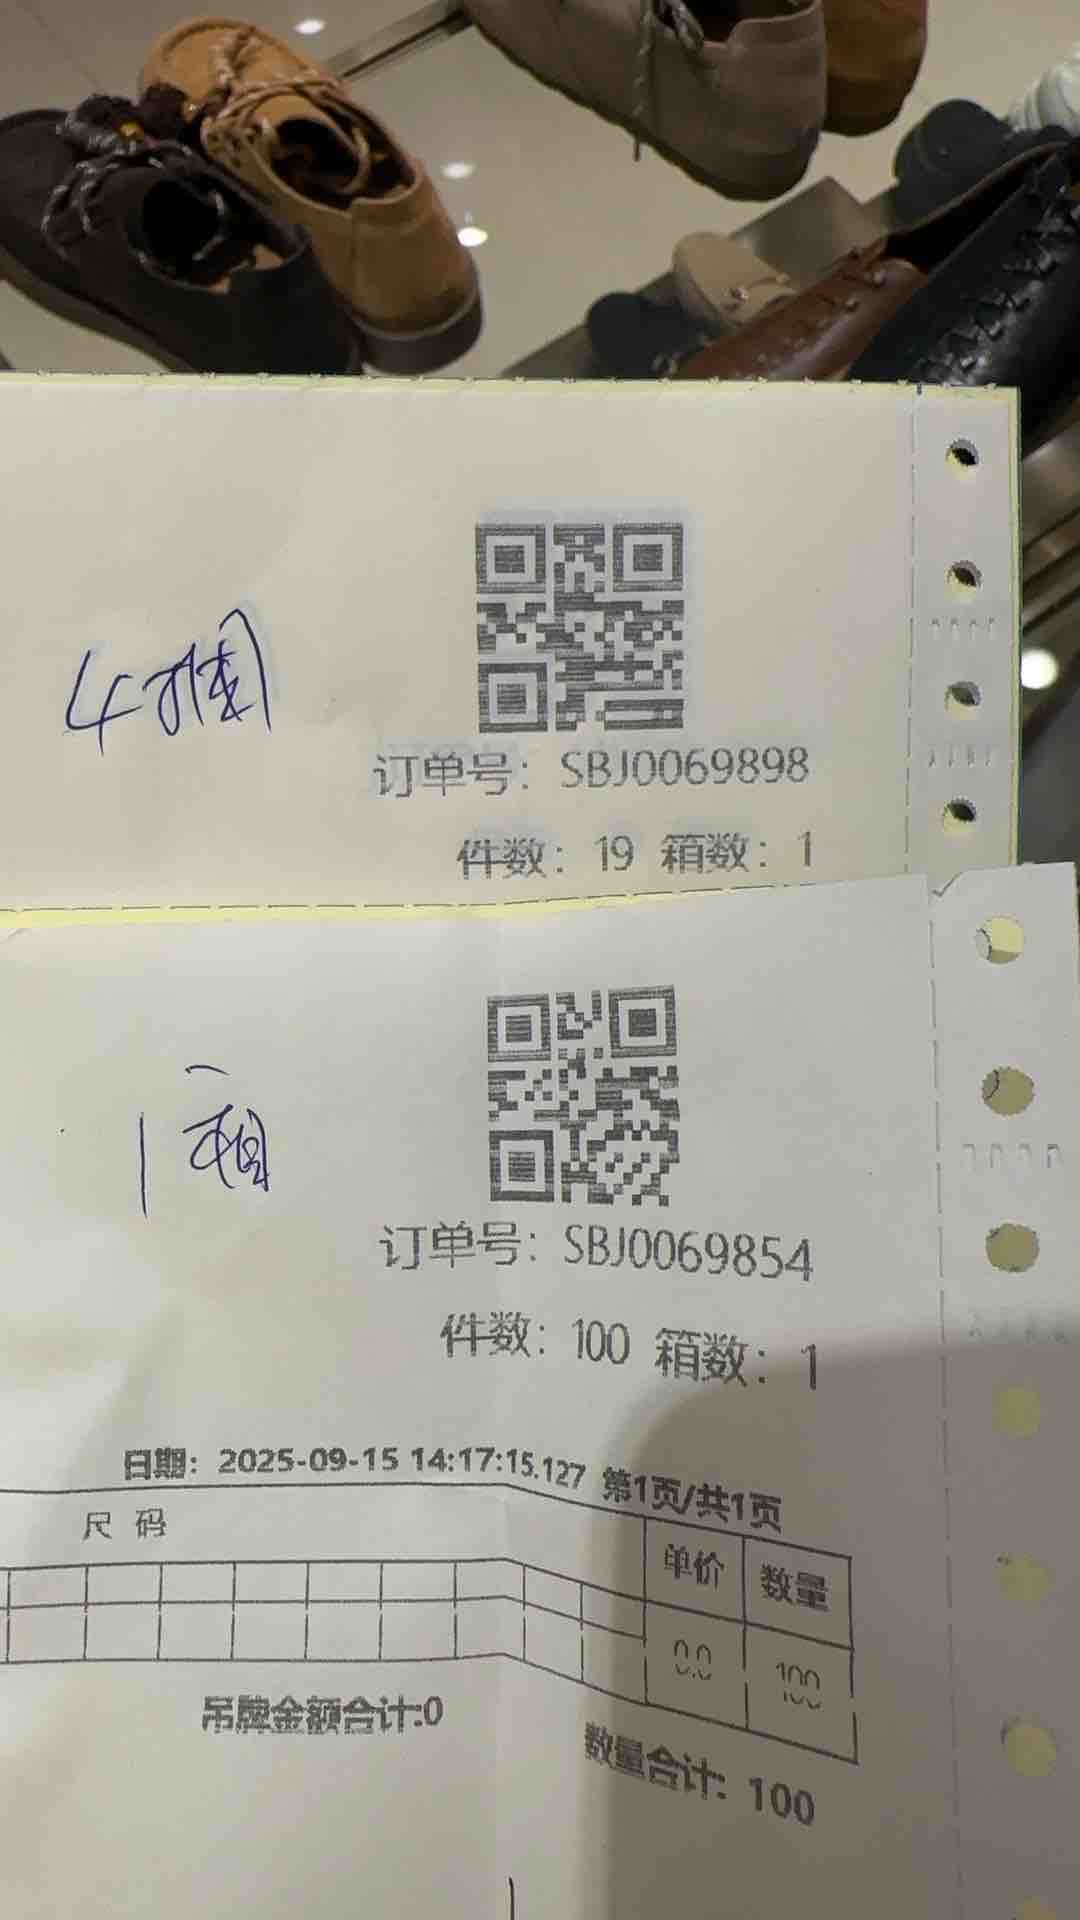 4捆
订单号: SBJ0069898
件数: 19 箱数: 1
1箱
订单号: SBJ0069854
件数: 100 箱数: 1
日期: 2025-09-15 14:17:15.127 第1页/共1页
尺 码
单价 数量
0.0 100
吊牌金额合计:0
数量合计: 100